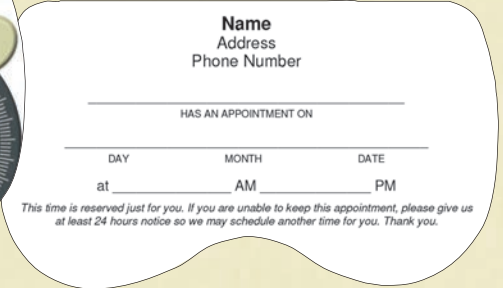 Name
Address
Phone Number
HAS AN APPOINTMENT ON
DAY MONTH DATE
at ____________ AM ______________ PM
This time is reserved just for you. If you are unable to keep this appointment, please give us
at least 24 hours notice so we may schedule another time for you. Thank you.